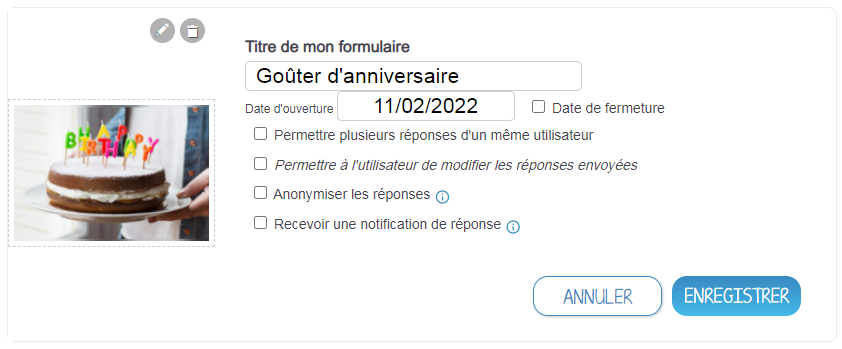 Titre de mon formulaire
Goûter d'anniversaire
Date d'ouverture 11/02/2022 Date de fermeture
Permettre plusieurs réponses d'un même utilisateur
HAPPY
BIRTHDAY
Permettre à l'utilisateur de modifier les réponses envoyées
Anonymiser les réponses
Recevoir une notification de réponse
ANNULER ENREGISTRER